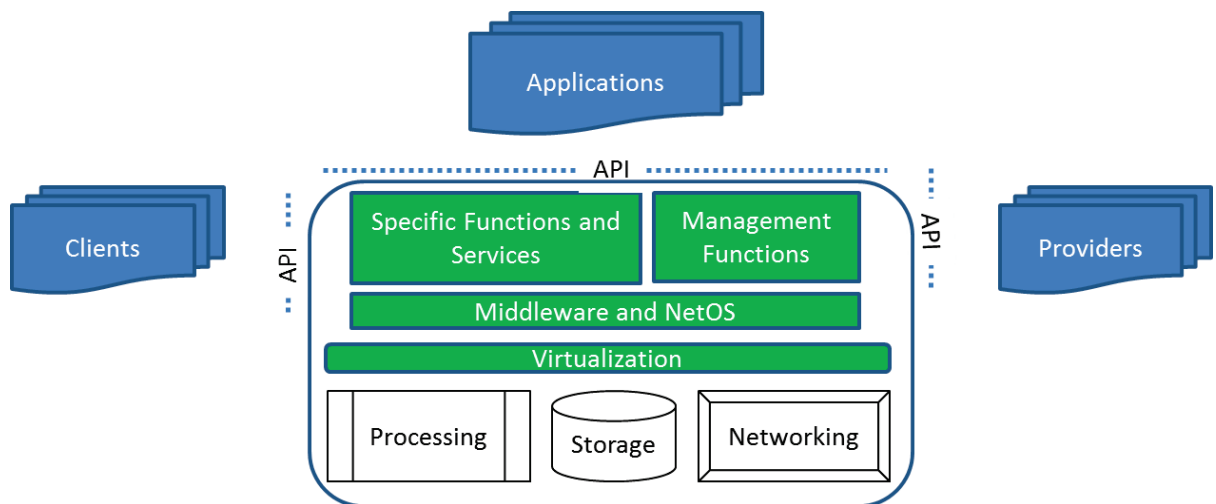 Applications
API
Clients
API
Specific Functions and
Services
Management
Functions
API
Providers
Middleware and NetOS
Virtualization
Processing
Storage
Networking